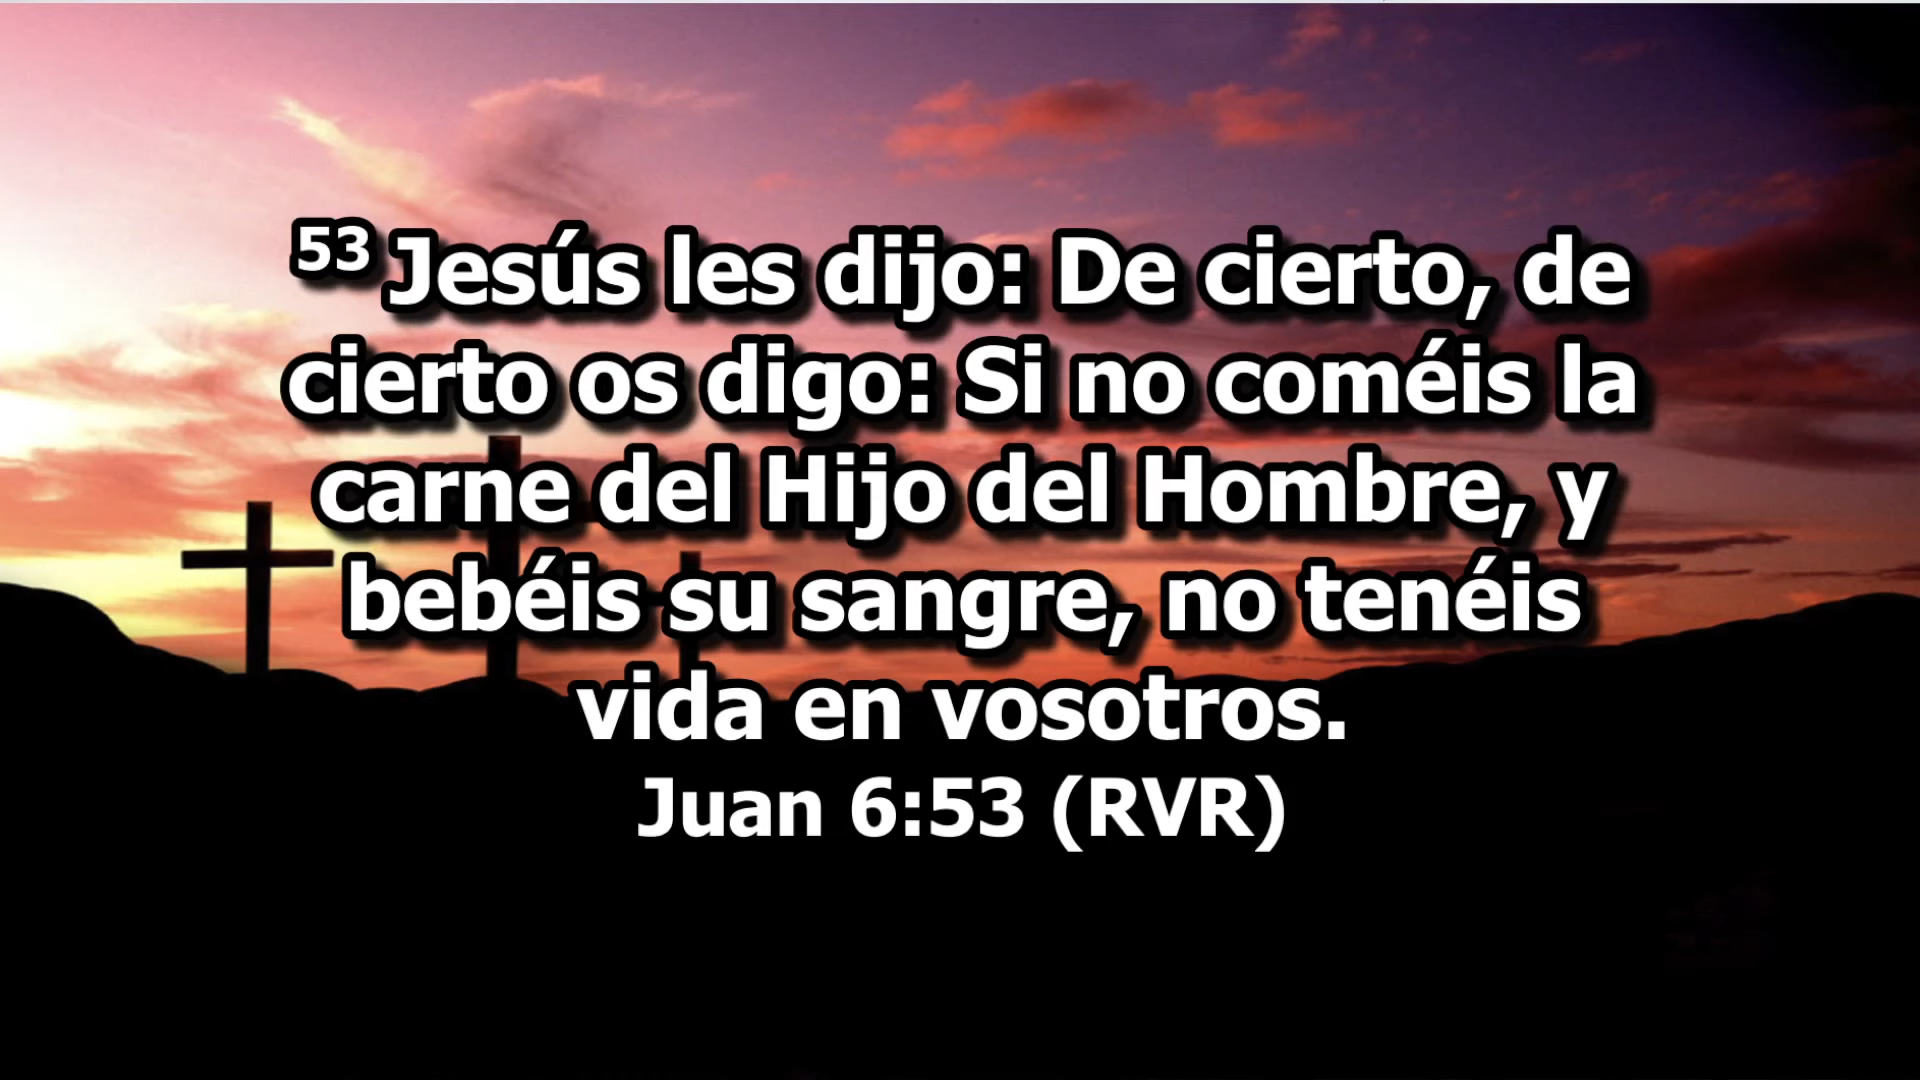 53 Jesús les dijo: De cierto, de
cierto os digo: Si no coméis la
carne del Hijo del Hombre, y
bebéis su sangre, no tenéis
vida en vosotros.
Juan 6:53 (RVR)